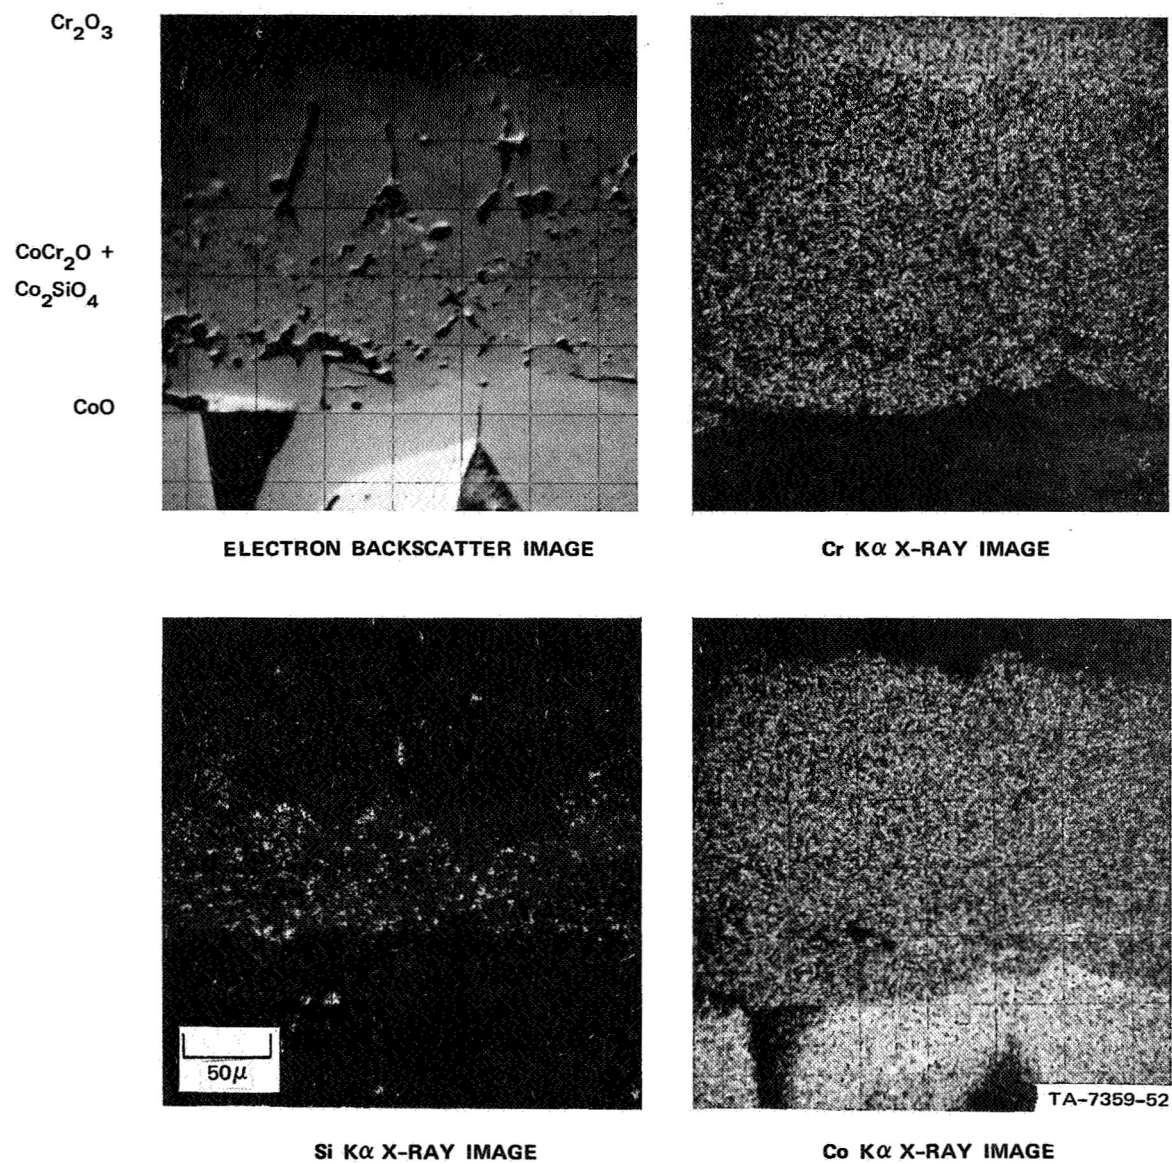 Cr₂O₃
CoCr₂O +
Co₂SiO₄
CoO
ELECTRON BACKSCATTER IMAGE
Cr Kα X-RAY IMAGE
50μ
TA-7359-52
Si Kα X-RAY IMAGE
Co Kα X-RAY IMAGE